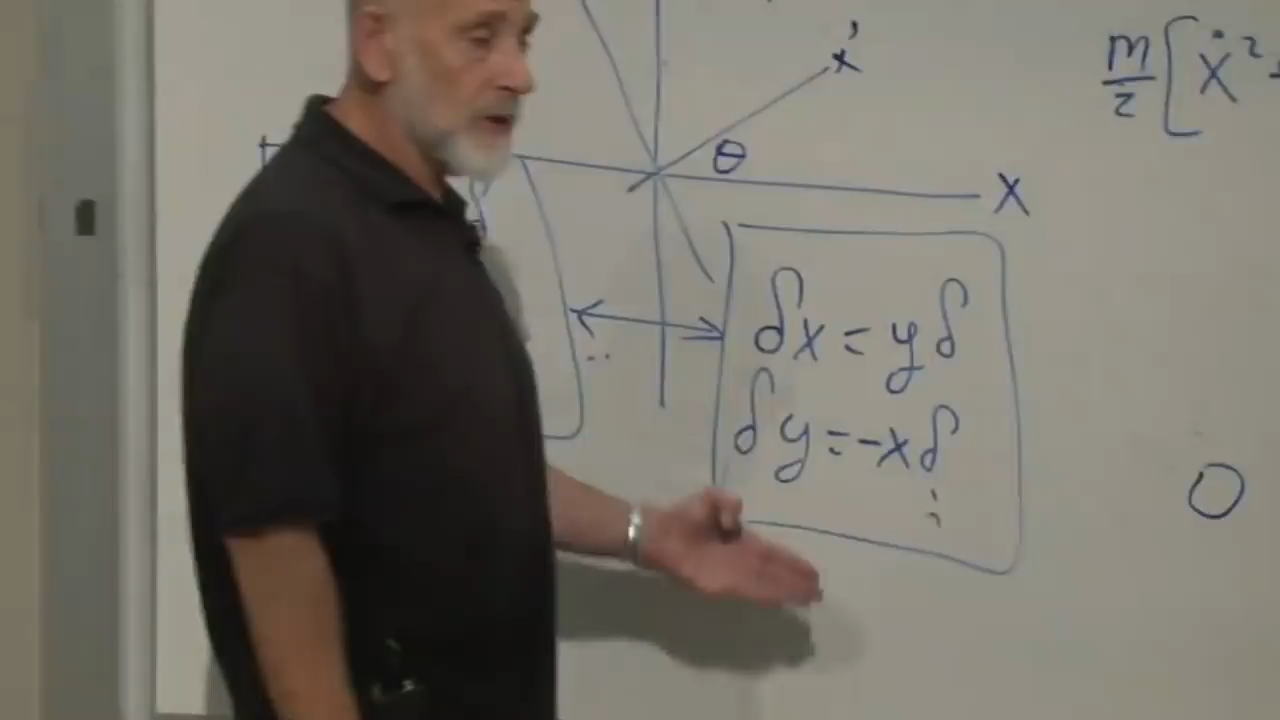 x'
m/2 [ẋ² +
θ
X
δx = yδ
δy = -xδ
O